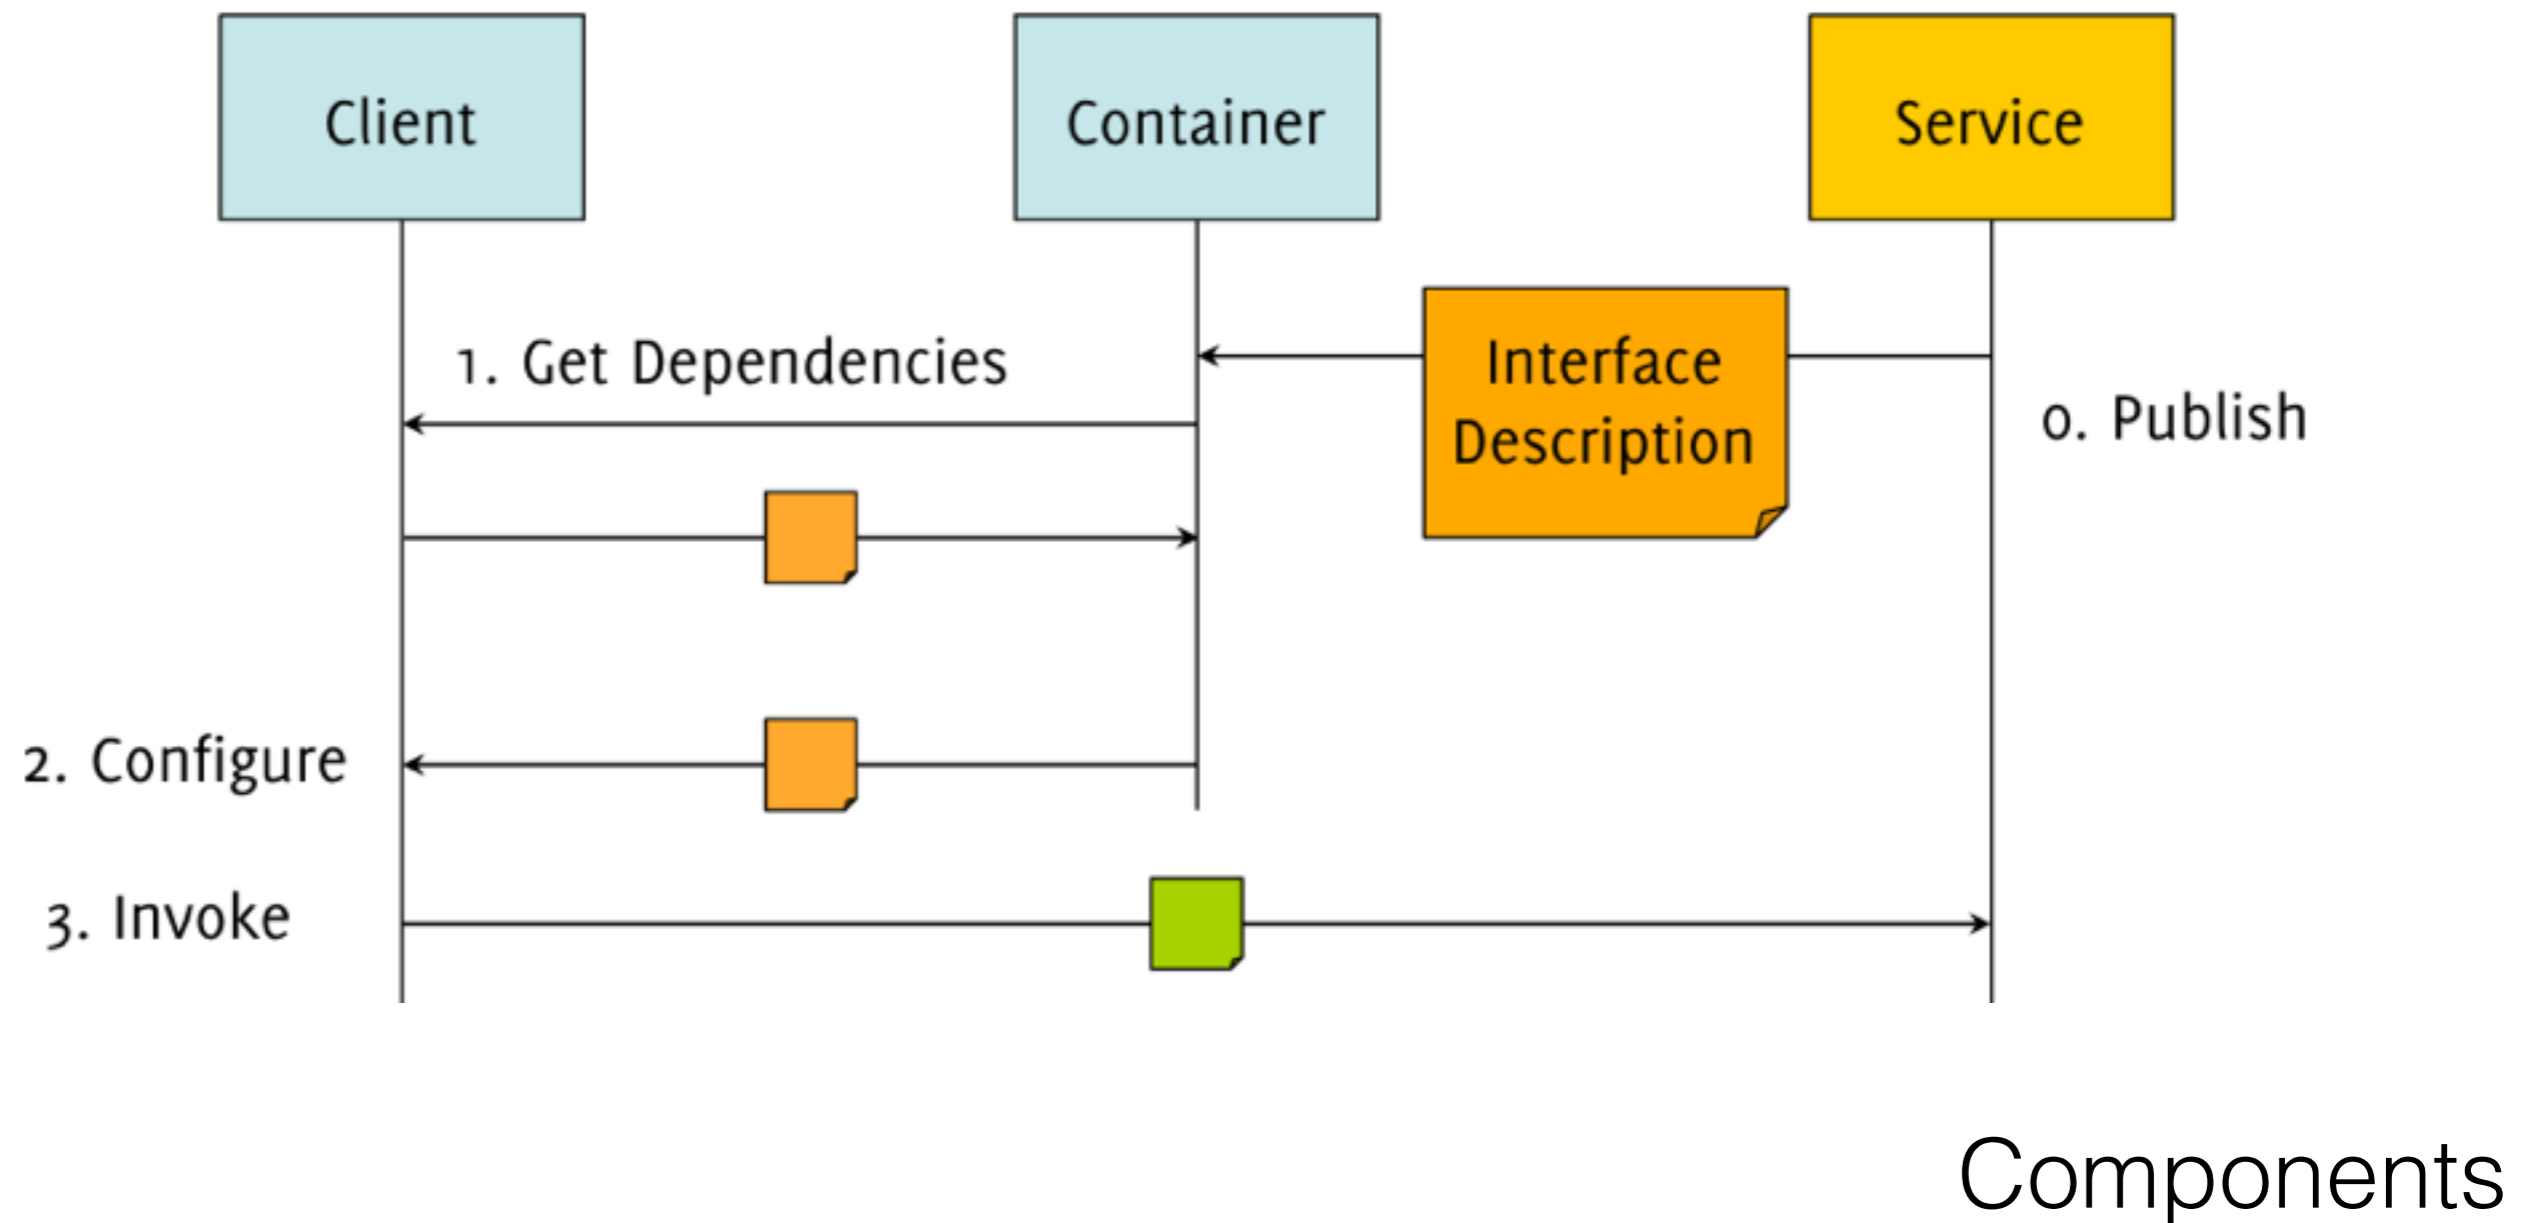 Client
Container
Service
1. Get Dependencies
Interface
Description
0. Publish
2. Configure
3. Invoke
Components